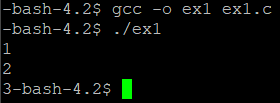 -bash-4.2$ gcc -o ex1 ex1.c
-bash-4.2$ ./ex1
1
2
3-bash-4.2$